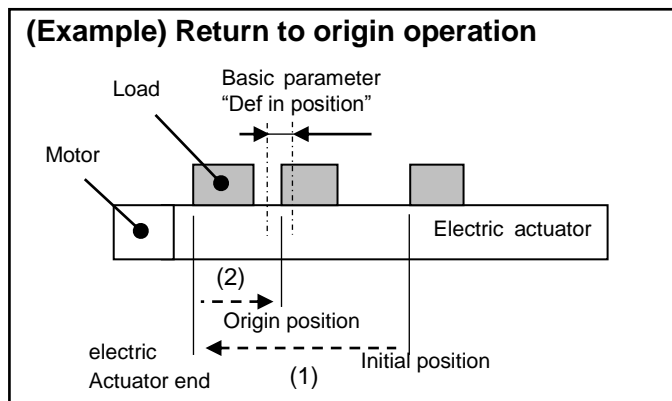 (Example) Return to origin operation
Basic parameter
“Def in position”
Load
Motor
Electric actuator
(2)
Origin position
Initial position
electric
Actuator end
(1)